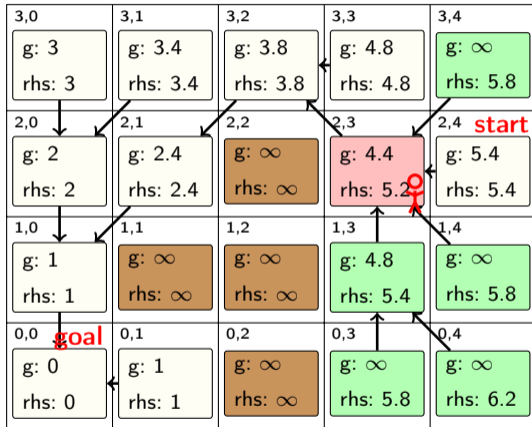 3,0 3,1 3,2 3,3 3,4
g: 3 g: 3.4 g: 3.8 g: 4.8 g: ∞
rhs: 3 rhs: 3.4 rhs: 3.8 rhs: 4.8 rhs: 5.8
2,0 2,1 2,2 2,3 2,4 start
g: 2 g: 2.4 g: ∞ g: 4.4 g: 5.4
rhs: 2 rhs: 2.4 rhs: ∞ rhs: 5.2 rhs: 5.4
1,0 1,1 1,2 1,3 1,4
g: 1 g: ∞ g: ∞ g: 4.8 g: ∞
rhs: 1 rhs: ∞ rhs: ∞ rhs: 5.4 rhs: 5.8
0,0 goal 0,1 0,2 0,3 0,4
g: 0 g: 1 g: ∞ g: ∞ g: ∞
rhs: 0 rhs: 1 rhs: ∞ rhs: 5.8 rhs: 6.2